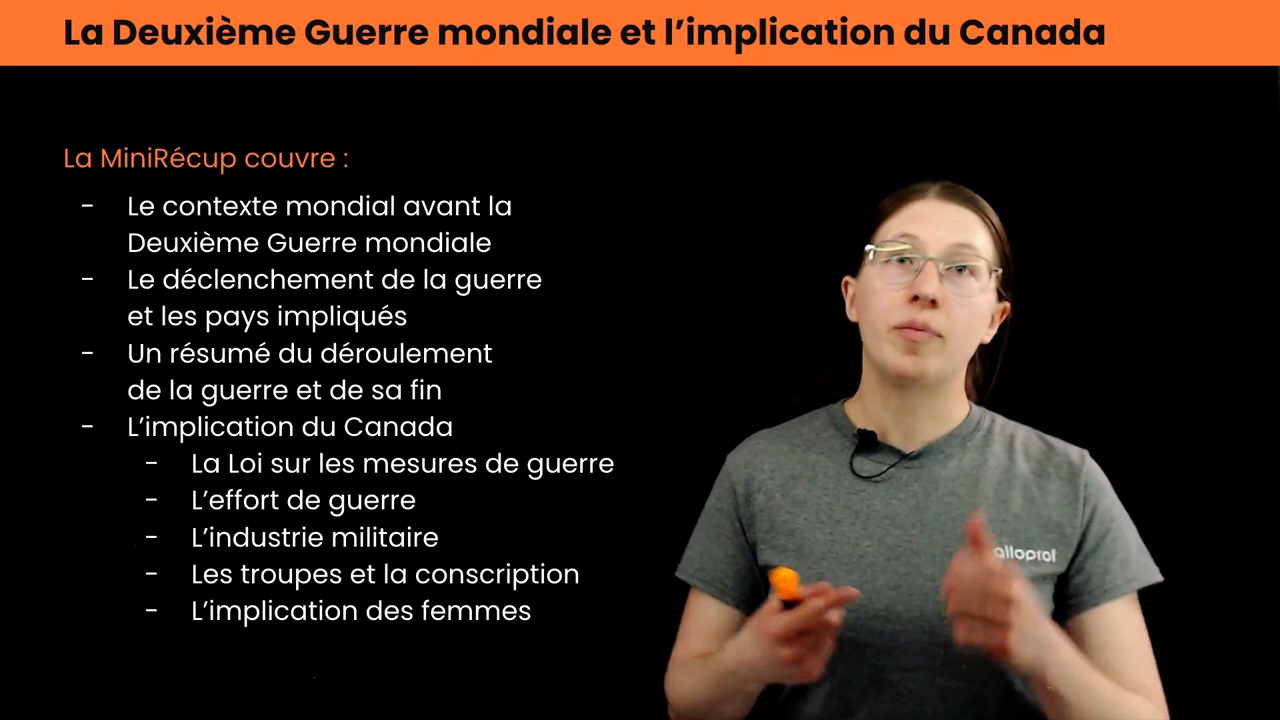 La Deuxième Guerre mondiale et l’implication du Canada
La MiniRécup couvre :
- Le contexte mondial avant la
Deuxième Guerre mondiale
- Le déclenchement de la guerre
et les pays impliqués
- Un résumé du déroulement
de la guerre et de sa fin
- L’implication du Canada
- La Loi sur les mesures de guerre
- L’effort de guerre
- L’industrie militaire
- Les troupes et la conscription
- L’implication des femmes
alloprof